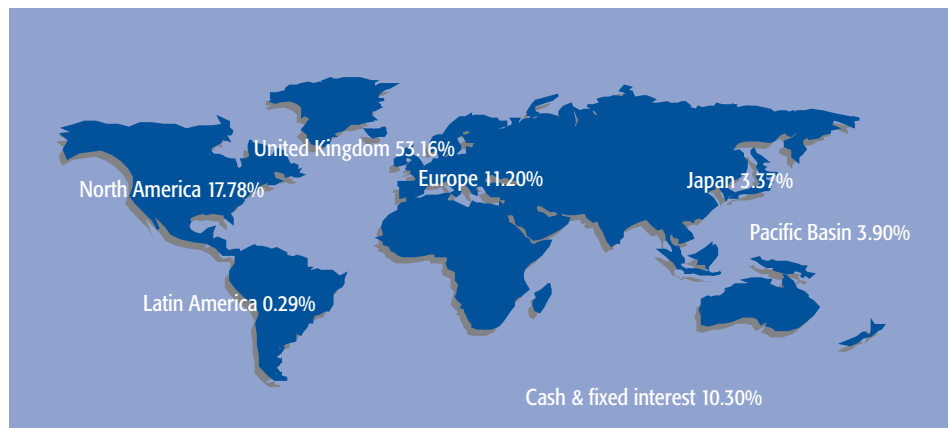 United Kingdom 53.16%
Europe 11.20%
North America 17.78%
Japan 3.37%
Pacific Basin 3.90%
Latin America 0.29%
Cash & fixed interest 10.30%